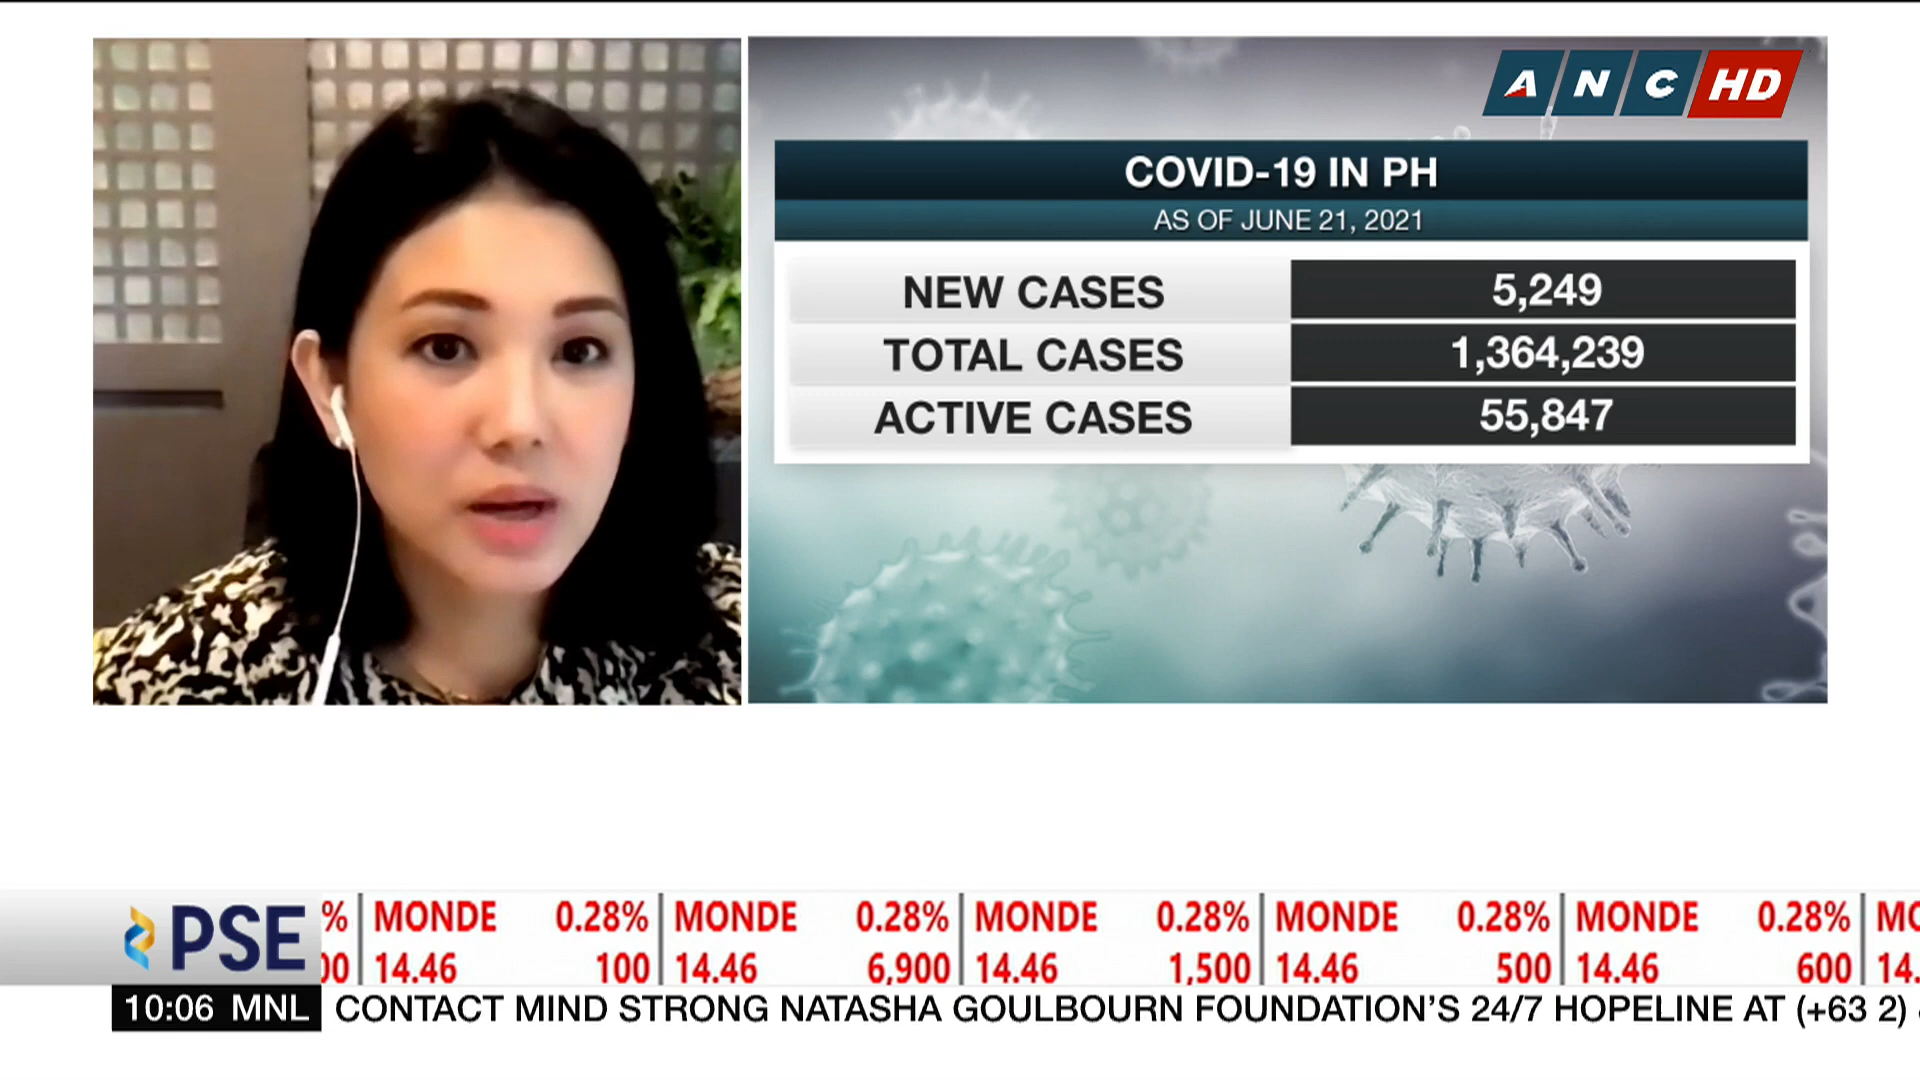 ANC HD
COVID-19 IN PH
AS OF JUNE 21, 2021
NEW CASES 5,249
TOTAL CASES 1,364,239
ACTIVE CASES 55,847
PSE
% MONDE 0.28% MONDE 0.28% MONDE 0.28% MONDE 0.28% MONDE 0.28% MO
00 14.46 100 14.46 6,900 14.46 1,500 14.46 500 14.46 600 14.
10:06 MNL CONTACT MIND STRONG NATASHA GOULBOURN FOUNDATION'S 24/7 HOPELINE AT (+63 2)